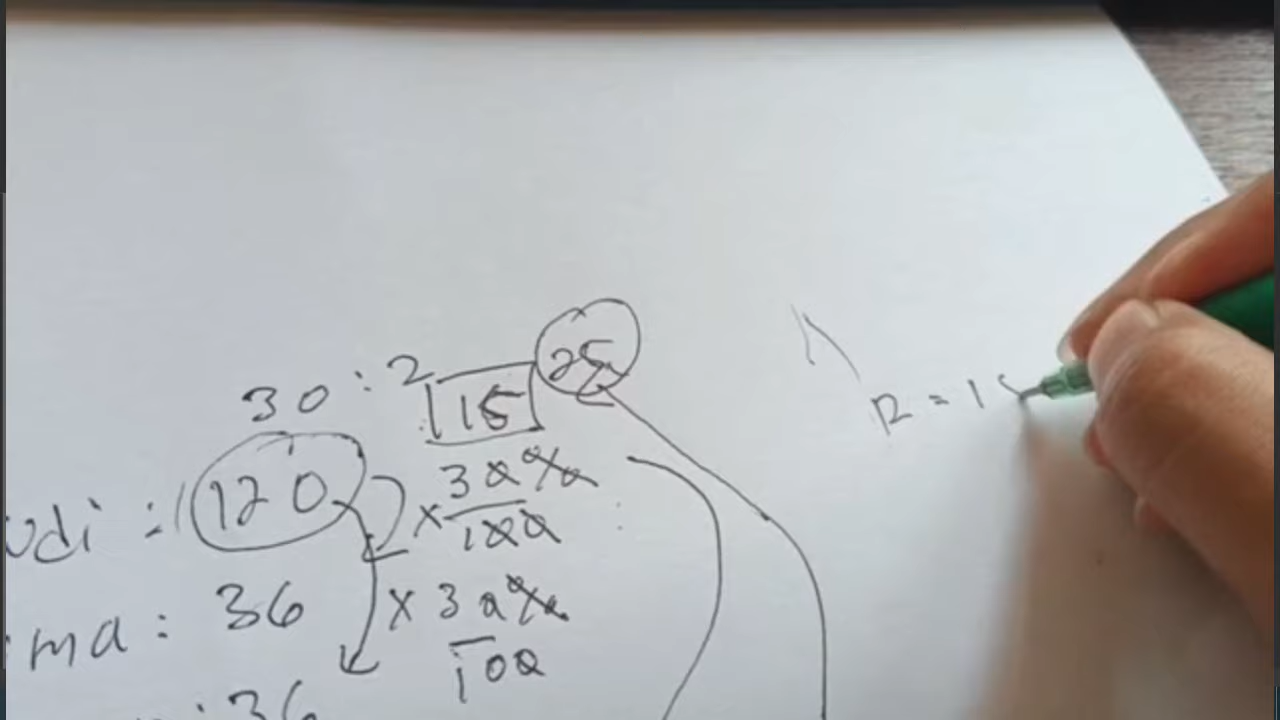 25
30 : 2
15
udi : 120 × 30%/100
ma : 36 × 30%/100
: 36
R = 1